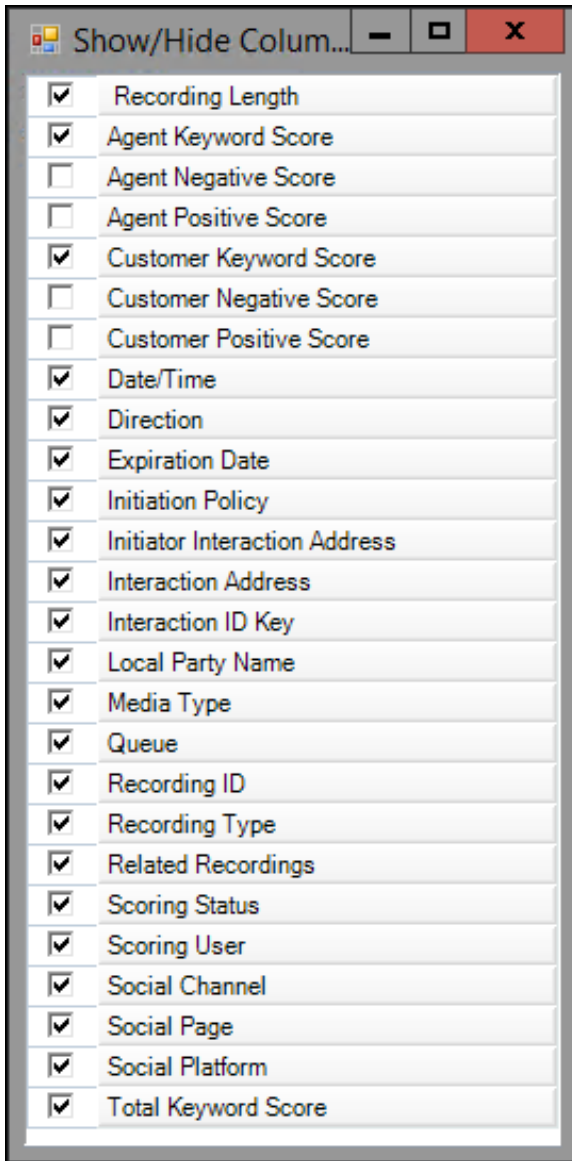 Show/Hide Colum...
Recording Length
Agent Keyword Score
Agent Negative Score
Agent Positive Score
Customer Keyword Score
Customer Negative Score
Customer Positive Score
Date/Time
Direction
Expiration Date
Initiation Policy
Initiator Interaction Address
Interaction Address
Interaction ID Key
Local Party Name
Media Type
Queue
Recording ID
Recording Type
Related Recordings
Scoring Status
Scoring User
Social Channel
Social Page
Social Platform
Total Keyword Score